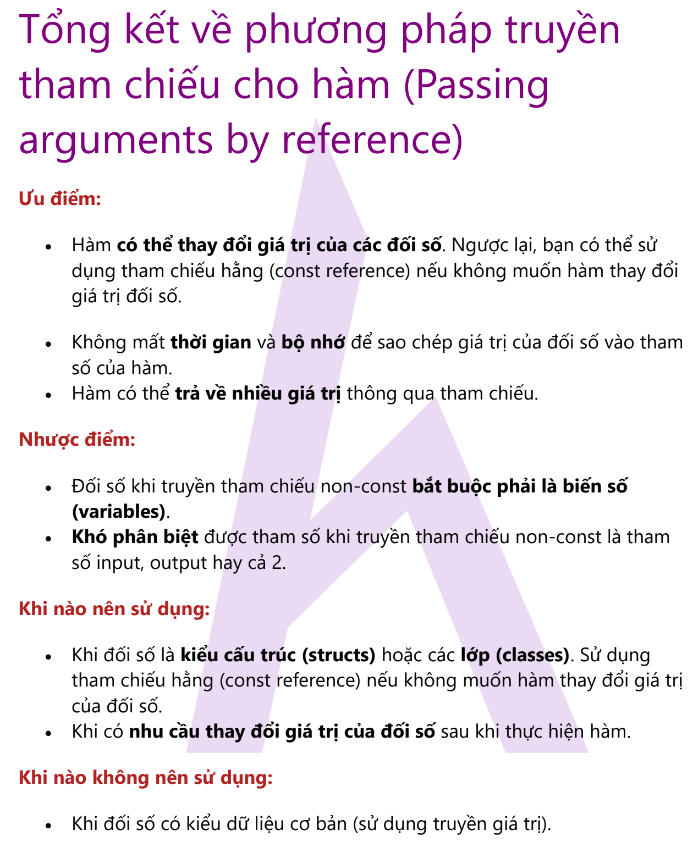 Tổng kết về phương pháp truyền
tham chiếu cho hàm (Passing
arguments by reference)
Ưu điểm:
• Hàm có thể thay đổi giá trị của các đối số. Ngược lại, bạn có thể sử
dụng tham chiếu hằng (const reference) nếu không muốn hàm thay đổi
giá trị đối số.
• Không mất thời gian và bộ nhớ để sao chép giá trị của đối số vào tham
số của hàm.
• Hàm có thể trả về nhiều giá trị thông qua tham chiếu.
Nhược điểm:
• Đối số khi truyền tham chiếu non-const bắt buộc phải là biến số
(variables).
• Khó phân biệt được tham số khi truyền tham chiếu non-const là tham
số input, output hay cả 2.
Khi nào nên sử dụng:
• Khi đối số là kiểu cấu trúc (structs) hoặc các lớp (classes). Sử dụng
tham chiếu hằng (const reference) nếu không muốn hàm thay đổi giá trị
của đối số.
• Khi có nhu cầu thay đổi giá trị của đối số sau khi thực hiện hàm.
Khi nào không nên sử dụng:
• Khi đối số có kiểu dữ liệu cơ bản (sử dụng truyền giá trị).